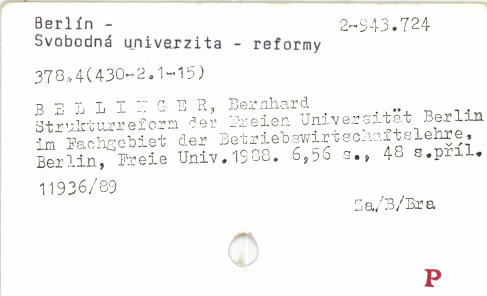 Berlín -
2-943.724
Svobodná univerzita - reformy
378.4(430-2.1-15)
B E L L I N G E R, Bernhard
Strukturreform der Freien Universität Berlin
im Fachgebiet der Betriebswirtschaftslehre.
Berlin, Freie Univ.1988. 6,56 s., 48 s.příl.
11936/89
Za/B/Bra
P